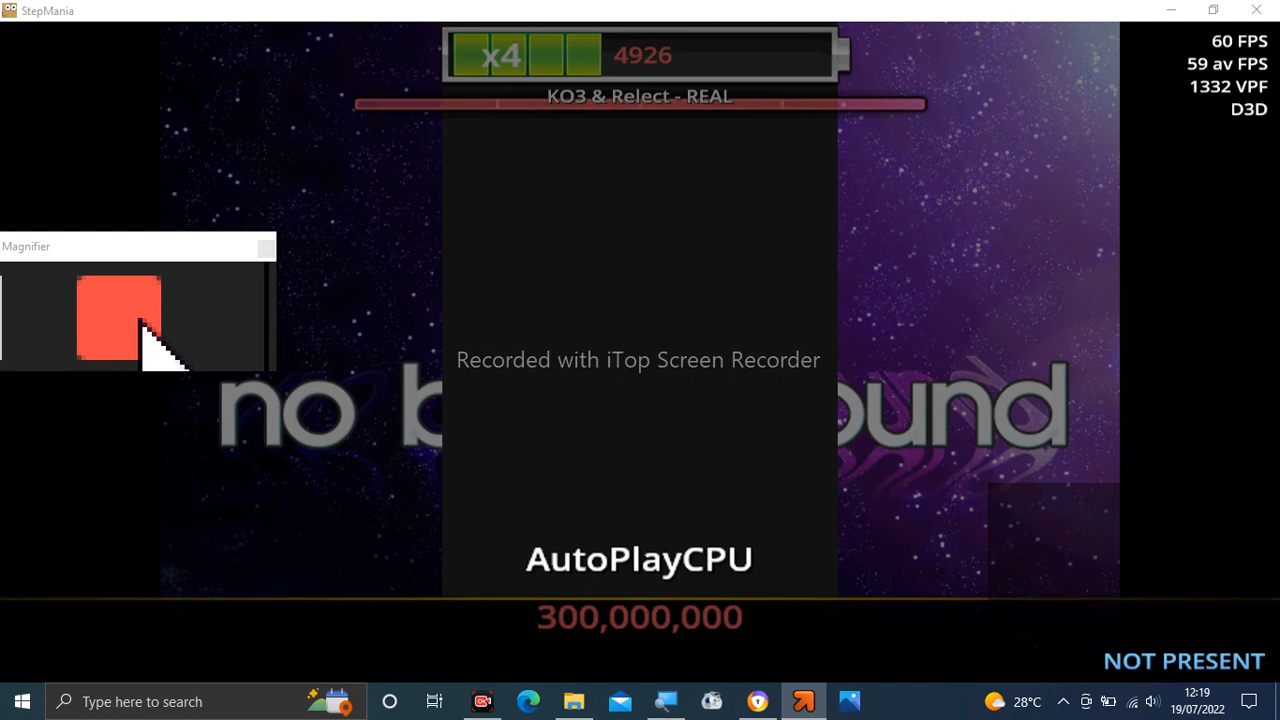 StepMania
60 FPS
59 av FPS
1332 VPF
D3D
x4 4926
KO3 & Relect - REAL
Magnifier
Recorded with iTop Screen Recorder
no b
ound
AutoPlayCPU
300,000,000
NOT PRESENT
Type here to search
28°C
12:19
19/07/2022